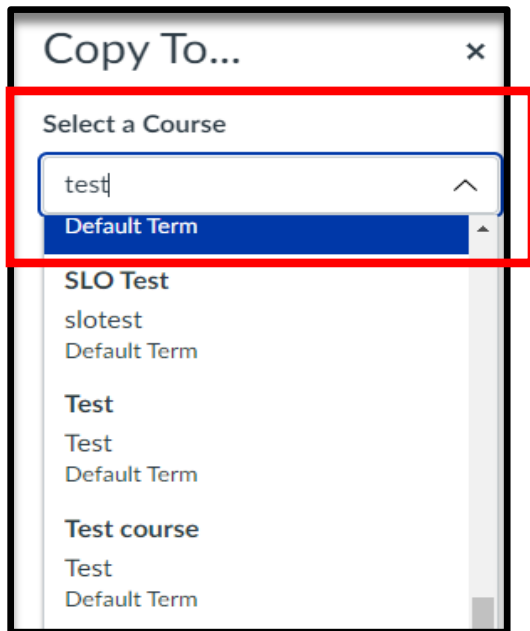 Copy To...
Select a Course
test
Default Term
SLO Test
slotest
Default Term
Test
Test
Default Term
Test course
Test
Default Term